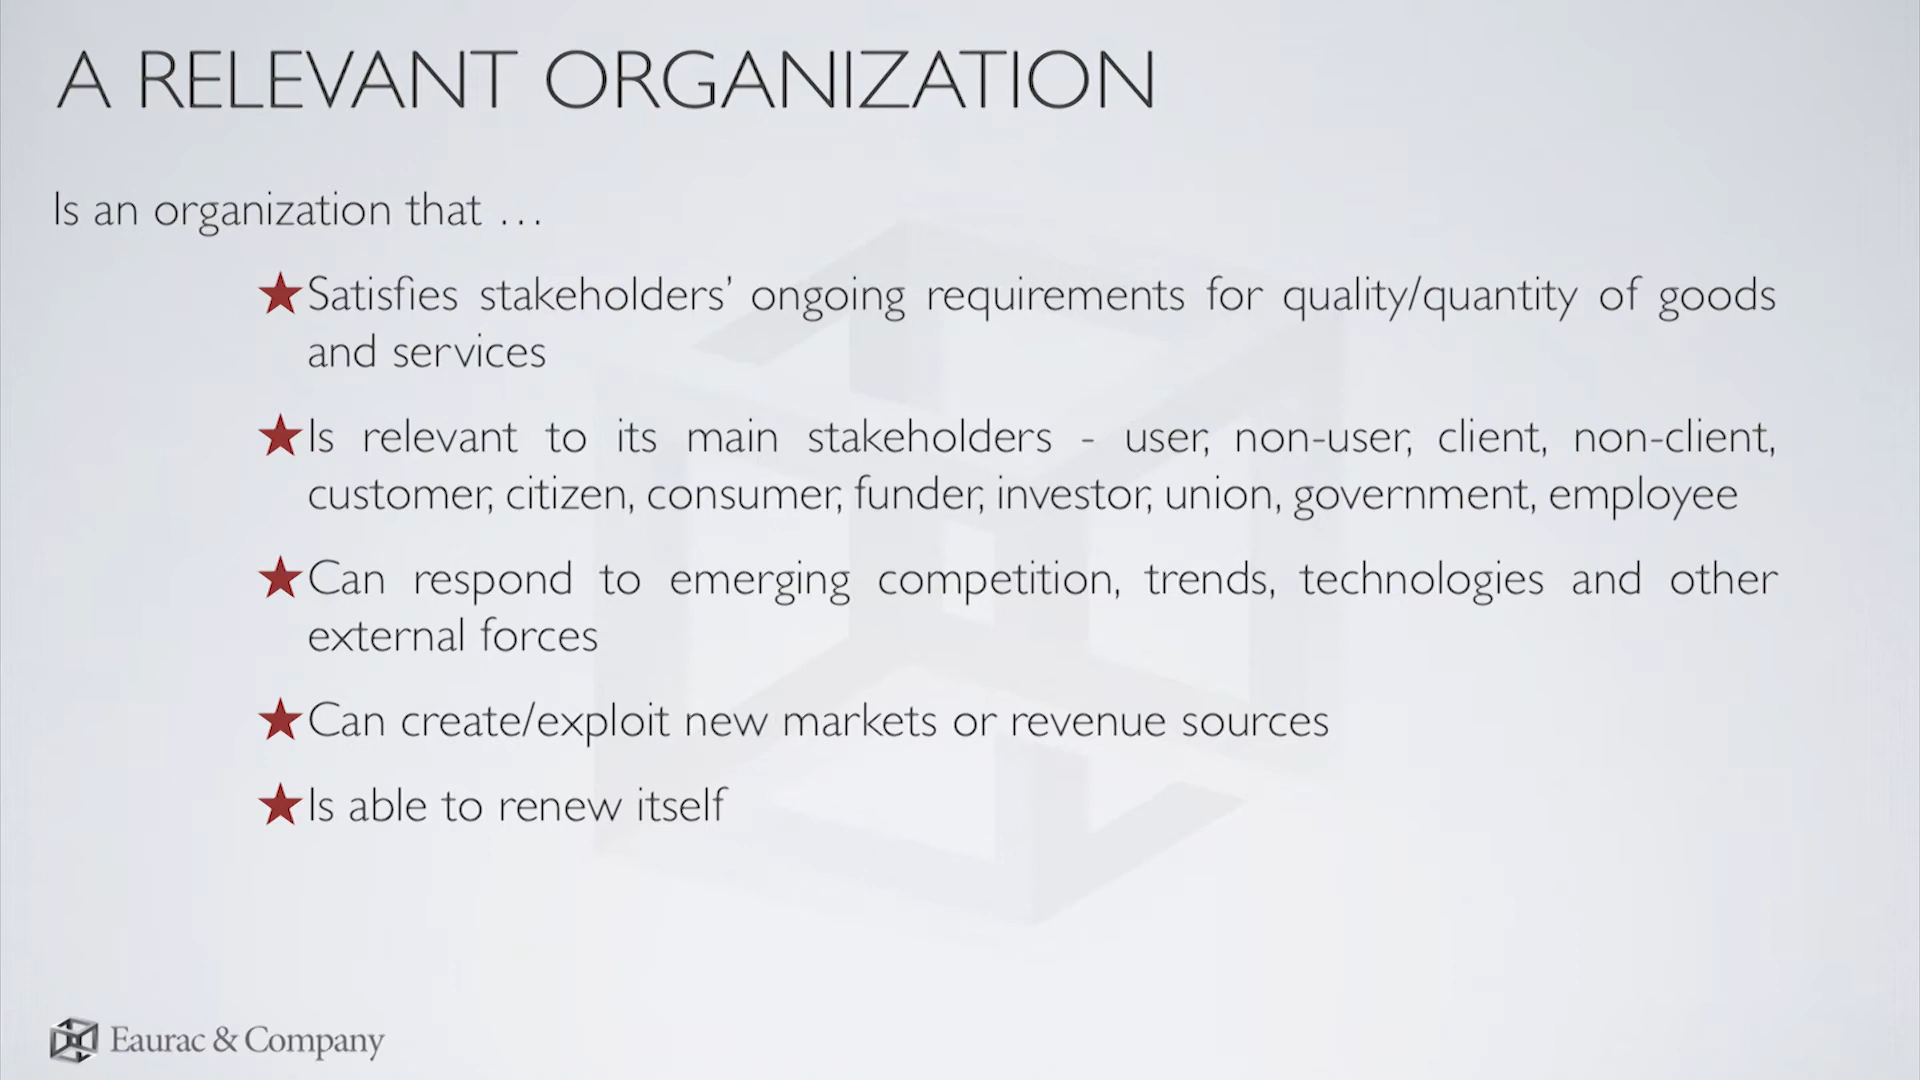 A RELEVANT ORGANIZATION
Is an organization that …
Satisfies stakeholders’ ongoing requirements for quality/quantity of goods
and services
Is relevant to its main stakeholders - user, non-user, client, non-client,
customer, citizen, consumer, funder, investor, union, government, employee
Can respond to emerging competition, trends, technologies and other
external forces
Can create/exploit new markets or revenue sources
Is able to renew itself
Eaurac & Company